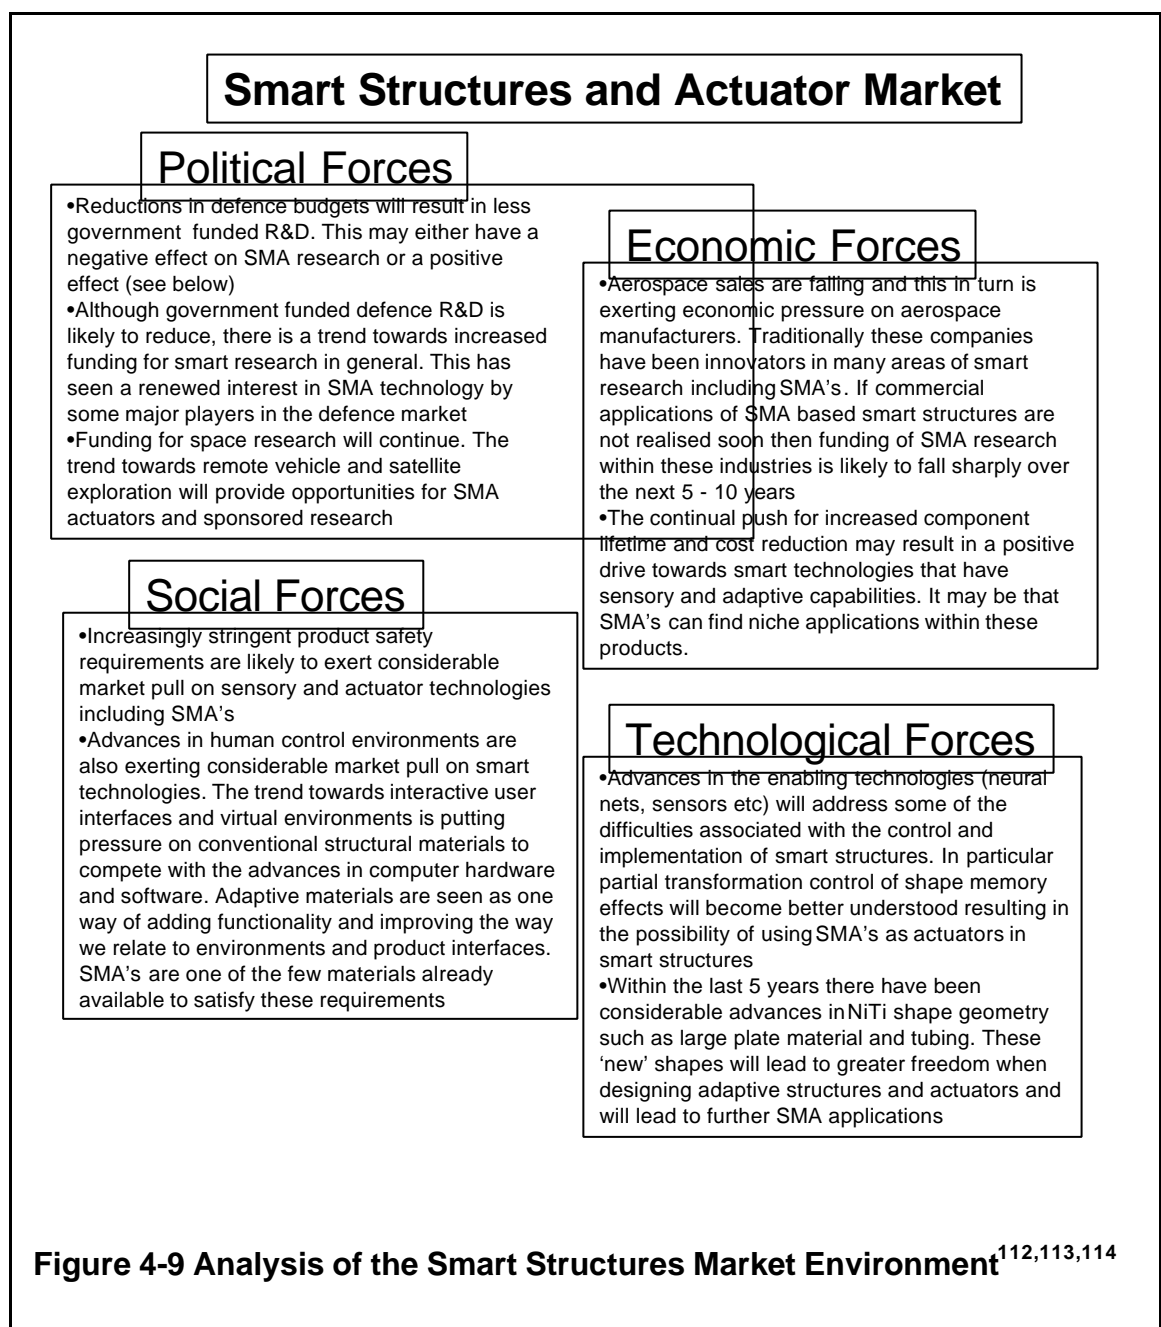 Smart Structures and Actuator Market
Political Forces
•Reductions in defence budgets will result in less
government funded R&D. This may either have a
negative effect on SMA research or a positive
effect (see below)
•Although government funded defence R&D is
likely to reduce, there is a trend towards increased
funding for smart research in general. This has
seen a renewed interest in SMA technology by
some major players in the defence market
•Funding for space research will continue. The
trend towards remote vehicle and satellite
exploration will provide opportunities for SMA
actuators and sponsored research
Economic Forces
•Aerospace sales are falling and this in turn is
exerting economic pressure on aerospace
manufacturers. Traditionally these companies
have been innovators in many areas of smart
research including SMA's. If commercial
applications of SMA based smart structures are
not realised soon then funding of SMA research
within these industries is likely to fall sharply over
the next 5 - 10 years
•The continual push for increased component
lifetime and cost reduction may result in a positive
drive towards smart technologies that have
sensory and adaptive capabilities. It may be that
SMA's can find niche applications within these
products.
Social Forces
•Increasingly stringent product safety
requirements are likely to exert considerable
market pull on sensory and actuator technologies
including SMA's
•Advances in human control environments are
also exerting considerable market pull on smart
technologies. The trend towards interactive user
interfaces and virtual environments is putting
pressure on conventional structural materials to
compete with the advances in computer hardware
and software. Adaptive materials are seen as one
way of adding functionality and improving the way
we relate to environments and product interfaces.
SMA's are one of the few materials already
available to satisfy these requirements
Technological Forces
•Advances in the enabling technologies (neural
nets, sensors etc) will address some of the
difficulties associated with the control and
implementation of smart structures. In particular
partial transformation control of shape memory
effects will become better understood resulting in
the possibility of using SMA's as actuators in
smart structures
•Within the last 5 years there have been
considerable advances in NiTi shape geometry
such as large plate material and tubing. These
'new' shapes will lead to greater freedom when
designing adaptive structures and actuators and
will lead to further SMA applications
Figure 4-9 Analysis of the Smart Structures Market Environment112,113,114